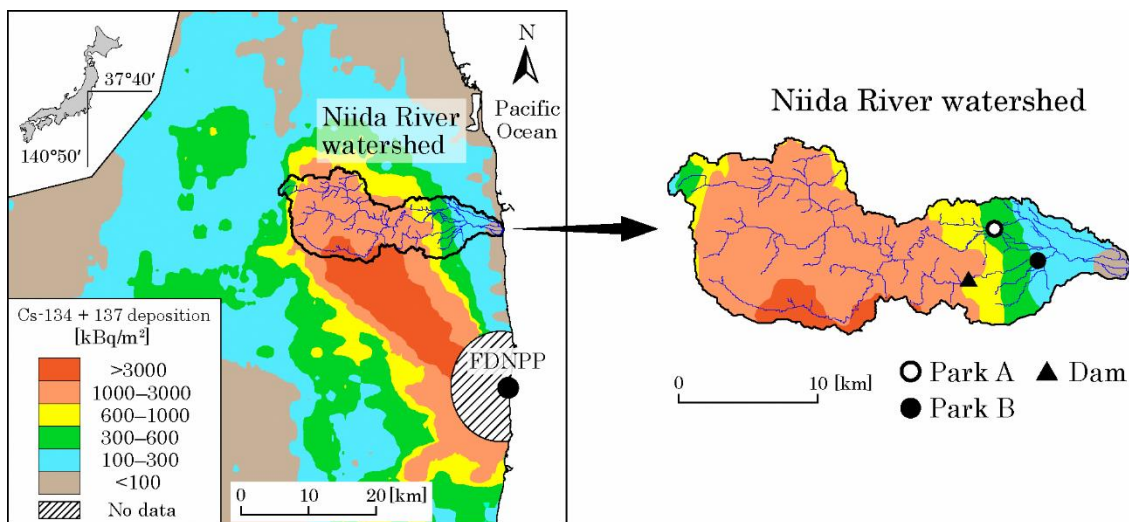 37°40′
140°50′
N
Pacific
Ocean
Niida River
watershed
FDNPP
Cs-134 + 137 deposition
[kBq/m²]
>3000
1000–3000
600–1000
300–600
100–300
<100
No data
0 10 20 [km]
Niida River watershed
0 10 [km]
Park A
Dam
Park B